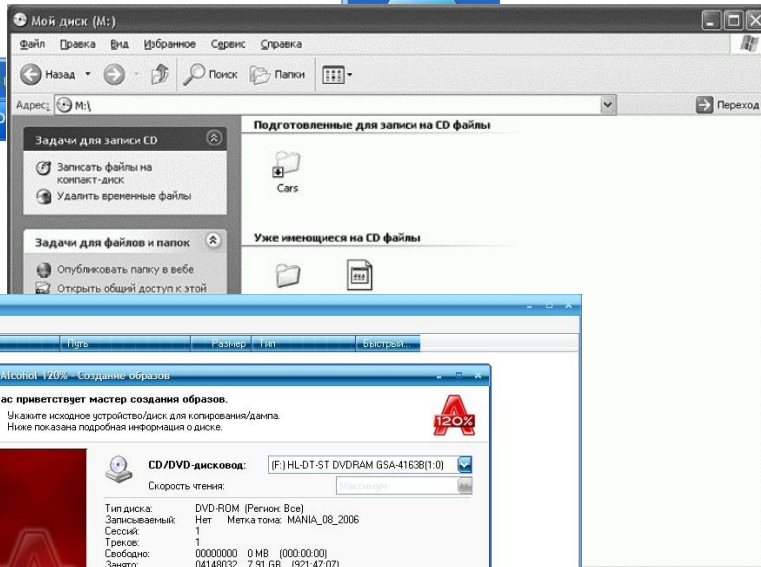 Мой диск (M:)
Файл Правка Вид Избранное Сервис Справка
Назад Поиск Папки
Адрес: M:\ Переход
Задачи для записи CD
Записать файлы на
компакт-диск
Удалить временные файлы
Подготовленные для записи на CD файлы
Cars
Задачи для файлов и папок
Опубликовать папку в вебе
Открыть общий доступ к этой
Уже имеющиеся на CD файлы
Путь Размер Тип Быстрый...
Alcohol 120% - Создание образов
ас приветствует мастер создания образов.
Укажите исходное устройство/диск для копирования/дампа.
Ниже показана подробная информация о диске.
120%
CD/DVD-дисковод: (F:) HL-DT-ST DVDRAM GSA-4163B(1:0)
Скорость чтения: Максимум
Тип диска: DVD-ROM (Регион: Все)
Записываемый: Нет Метка тома: MANIA_08_2006
Сессий: 1
Треков: 1
Свободно: 00000000 0 MB (000:00:00)
Занято: 04148032 7.91 GB (921:47:07)